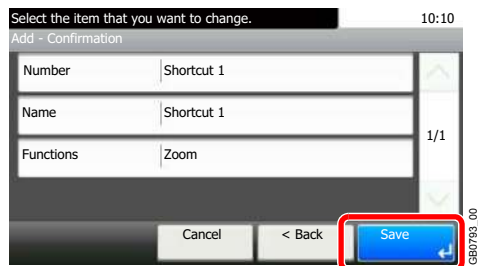 Select the item that you want to change. 10:10
Add - Confirmation
Number Shortcut 1
Name Shortcut 1
1/1
Functions Zoom
Cancel < Back Save
GB0793_00